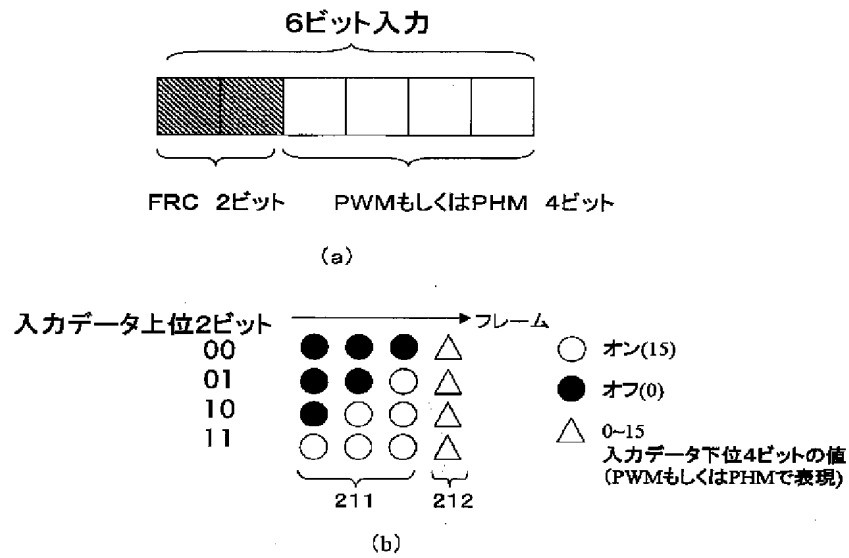 6ビット入力
FRC 2ビット PWMもしくはPHM 4ビット
(a)
入力データ上位2ビット フレーム
00
01
10
11
オン(15)
オフ(0)
0~15
入力データ下位4ビットの値
(PWMもしくはPHMで表現)
211 212
(b)